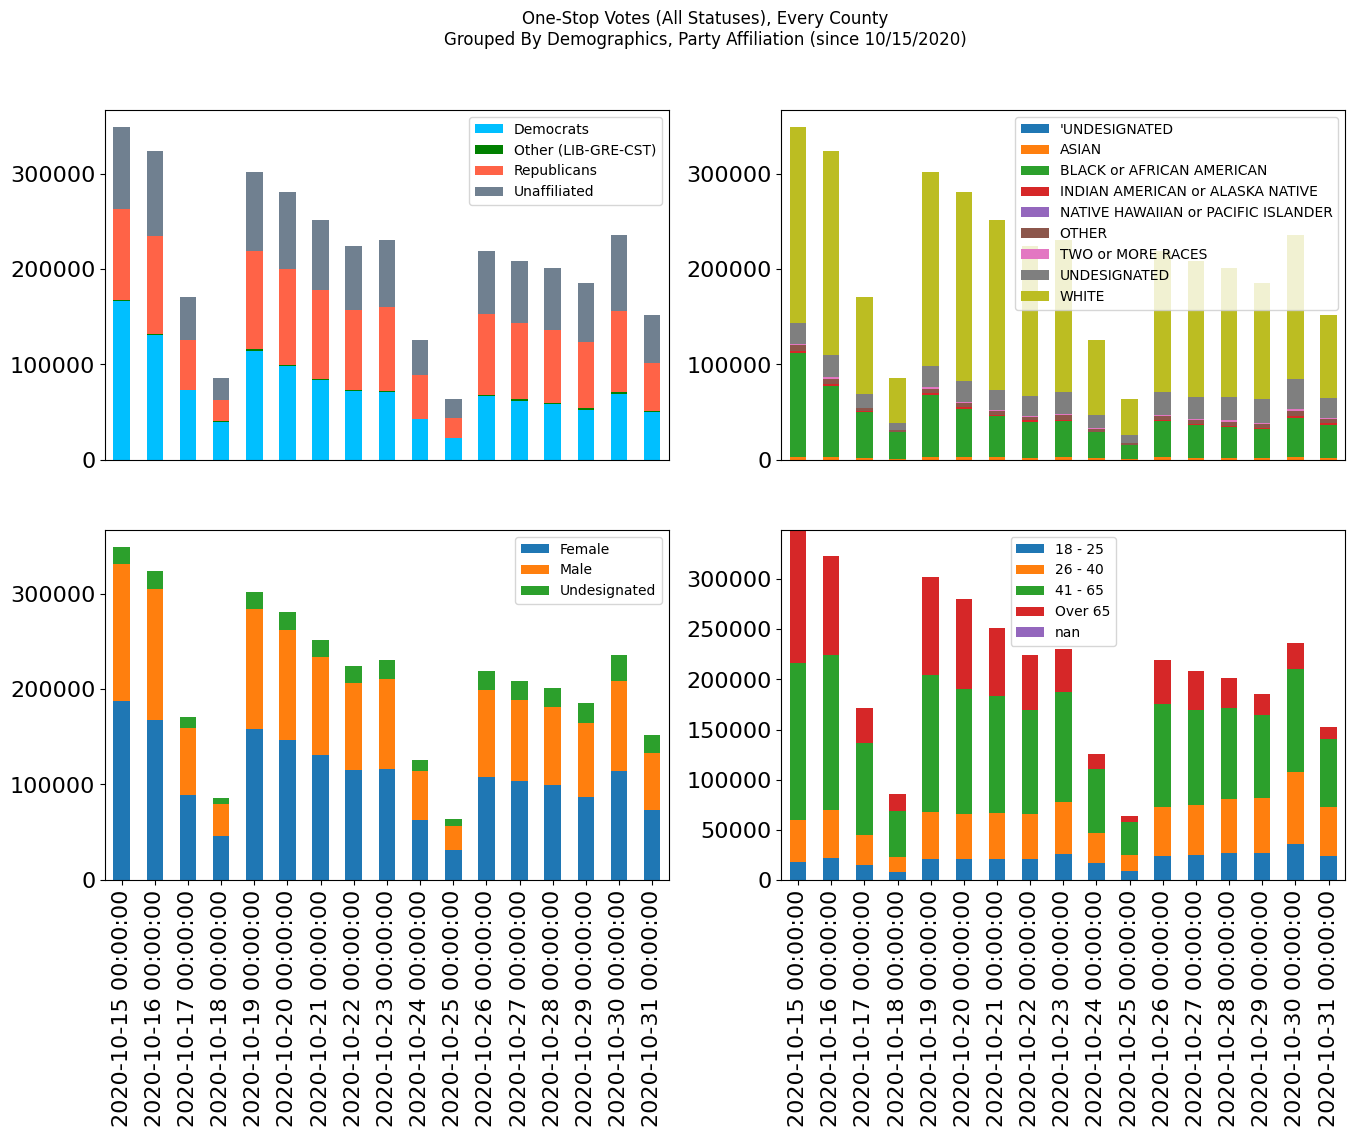 One-Stop Votes (All Statuses), Every County
Grouped By Demographics, Party Affiliation (since 10/15/2020)
300000
200000
100000
0
Democrats
Other (LIB-GRE-CST)
Republicans
Unaffiliated
300000
200000
100000
0
'UNDESIGNATED
ASIAN
BLACK or AFRICAN AMERICAN
INDIAN AMERICAN or ALASKA NATIVE
NATIVE HAWAIIAN or PACIFIC ISLANDER
OTHER
TWO or MORE RACES
UNDESIGNATED
WHITE
300000
200000
100000
0
Female
Male
Undesignated
2020-10-15 00:00:00
2020-10-16 00:00:00
2020-10-17 00:00:00
2020-10-18 00:00:00
2020-10-19 00:00:00
2020-10-20 00:00:00
2020-10-21 00:00:00
2020-10-22 00:00:00
2020-10-23 00:00:00
2020-10-24 00:00:00
2020-10-25 00:00:00
2020-10-26 00:00:00
2020-10-27 00:00:00
2020-10-28 00:00:00
2020-10-29 00:00:00
2020-10-30 00:00:00
2020-10-31 00:00:00
300000
250000
200000
150000
100000
50000
0
18 - 25
26 - 40
41 - 65
Over 65
nan
2020-10-15 00:00:00
2020-10-16 00:00:00
2020-10-17 00:00:00
2020-10-18 00:00:00
2020-10-19 00:00:00
2020-10-20 00:00:00
2020-10-21 00:00:00
2020-10-22 00:00:00
2020-10-23 00:00:00
2020-10-24 00:00:00
2020-10-25 00:00:00
2020-10-26 00:00:00
2020-10-27 00:00:00
2020-10-28 00:00:00
2020-10-29 00:00:00
2020-10-30 00:00:00
2020-10-31 00:00:00